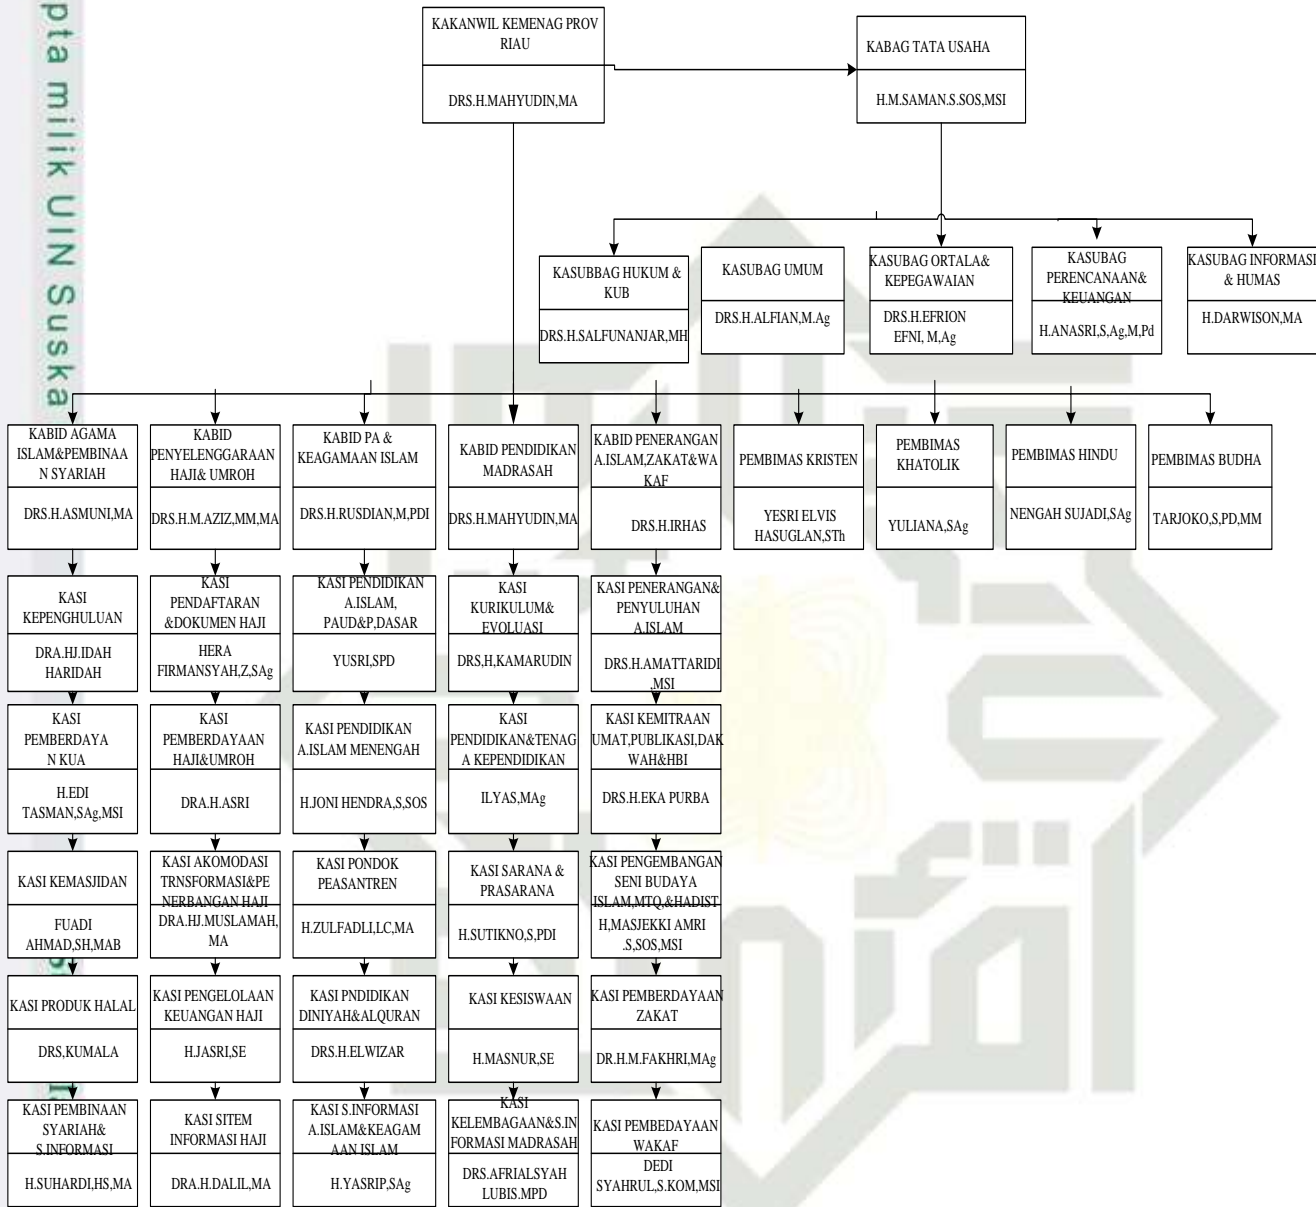 pta milik UIN Suska
KAKANWIL KEMENAG PROV
RIAU
DRS.H.MAHYUDIN,MA
KABAG TATA USAHA
H.M.SAMAN.S.SOS,MSI
KASUBBAG HUKUM &
KUB
DRS.H.SALFUNANJAR,MH
KASUBAG UMUM
DRS.H.ALFIAN,M.Ag
KASUBAG ORTALA&
KEPEGAWAIAN
DRS.H.EFRION
EFNI, M,Ag
KASUBAG
PERENCANAAN&
KEUANGAN
H.ANASRI,S,Ag,M,Pd
KASUBAG INFORMASI
& HUMAS
H.DARWISON,MA
KABID AGAMA
ISLAM&PEMBINAA
N SYARIAH
DRS.H.ASMUNI,MA
KABID
PENYELENGGARAAN
HAJI& UMROH
DRS.H.M.AZIZ,MM,MA
KABID PA &
KEAGAMAAN ISLAM
DRS.H.RUSDIAN,M,PDI
KABID PENDIDIKAN
MADRASAH
DRS.H.MAHYUDIN,MA
KABID PENERANGAN
A.ISLAM,ZAKAT&WA
KAF
DRS.H.IRHAS
PEMBIMAS KRISTEN
YESRI ELVIS
HASUGLAN,STh
PEMBIMAS
KHATOLIK
YULIANA,SAg
PEMBIMAS HINDU
NENGAH SUJADI,SAg
PEMBIMAS BUDHA
TARJOKO,S,PD,MM
KASI
KEPENGHULUAN
DRA.HJ.IDAH
HARIDAH
KASI
PENDAFTARAN
&DOKUMEN HAJI
HERA
FIRMANSYAH,Z,SAg
KASI PENDIDIKAN
A.ISLAM,
PAUD&P,DASAR
YUSRI,SPD
KASI
KURIKULUM&
EVOLUASI
DRS,H,KAMARUDIN
KASI PENERANGAN&
PENYULUHAN
A.ISLAM
DRS.H.AMATTARIDI
,MSI
KASI
PEMBERDAYA
N KUA
H.EDI
TASMAN,SAg,MSI
KASI
PEMBERDAYAAN
HAJI&UMROH
DRA.H.ASRI
KASI PENDIDIKAN
A.ISLAM MENENGAH
H.JONI HENDRA,S,SOS
KASI
PENDIDIKAN&TENAG
A KEPENDIDIKAN
ILYAS,MAg
KASI KEMITRAAN
UMAT,PUBLIKASI,DAK
WAH&HBI
DRS.H.EKA PURBA
KASI KEMASJIDAN
FUADI
AHMAD,SH,MAB
KASI AKOMODASI
TRNSFORMASI&PE
NERBANGAN HAJI
DRA.HJ.MUSLAMAH,
MA
KASI PONDOK
PEASANTREN
H.ZULFADLI,LC,MA
KASI SARANA &
PRASARANA
H.SUTIKNO,S,PDI
KASI PENGEMBANGAN
SENI BUDAYA
ISLAM,MTQ,&HADIST
H,MASJEKKI AMRI
.S,SOS,MSI
KASI PRODUK HALAL
DRS,KUMALA
KASI PENGELOLAAN
KEUANGAN HAJI
H.JASRI,SE
KASI PNDIDIKAN
DINIYAH&ALQURAN
DRS.H.ELWIZAR
KASI KESISWAAN
H.MASNUR,SE
KASI PEMBERDAYAAN
ZAKAT
DR.H.M.FAKHRI,MAg
KASI PEMBINAAN
SYARIAH&
S.INFORMASI
H.SUHARDI,HS,MA
KASI SITEM
INFORMASI HAJI
DRA.H.DALIL,MA
KASI S.INFORMASI
A.ISLAM&KEAGAM
AAN ISLAM
H.YASRIP,SAg
KASI
KELEMBAGAAN&S.IN
FORMASI MADRASAH
DRS.AFRIALSYAH
LUBIS.MPD
KASI PEMBEDAYAAN
WAKAF
DEDI
SYAHRUL,S.KOM,MSI